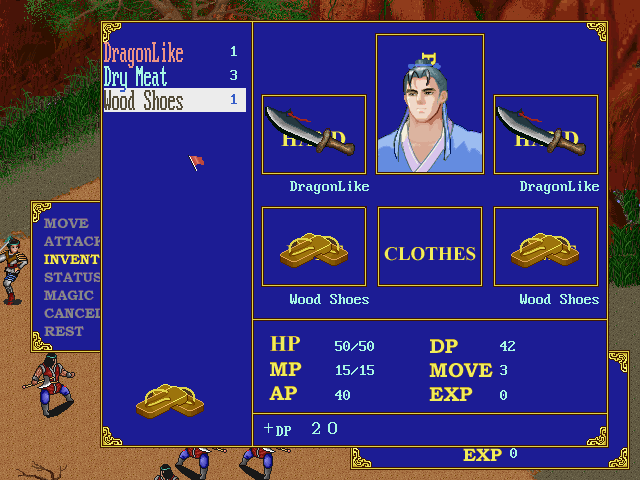 DragonLike 1
Dry Meat 3
Wood Shoes 1
DragonLike
DragonLike
CLOTHES
Wood Shoes
Wood Shoes
MOVE
ATTACK
INVENT
STATUS
MAGIC
CANCEL
REST
HP 50/50 DP 42
MP 15/15 MOVE 3
AP 40 EXP 0
+DP 20
EXP 0